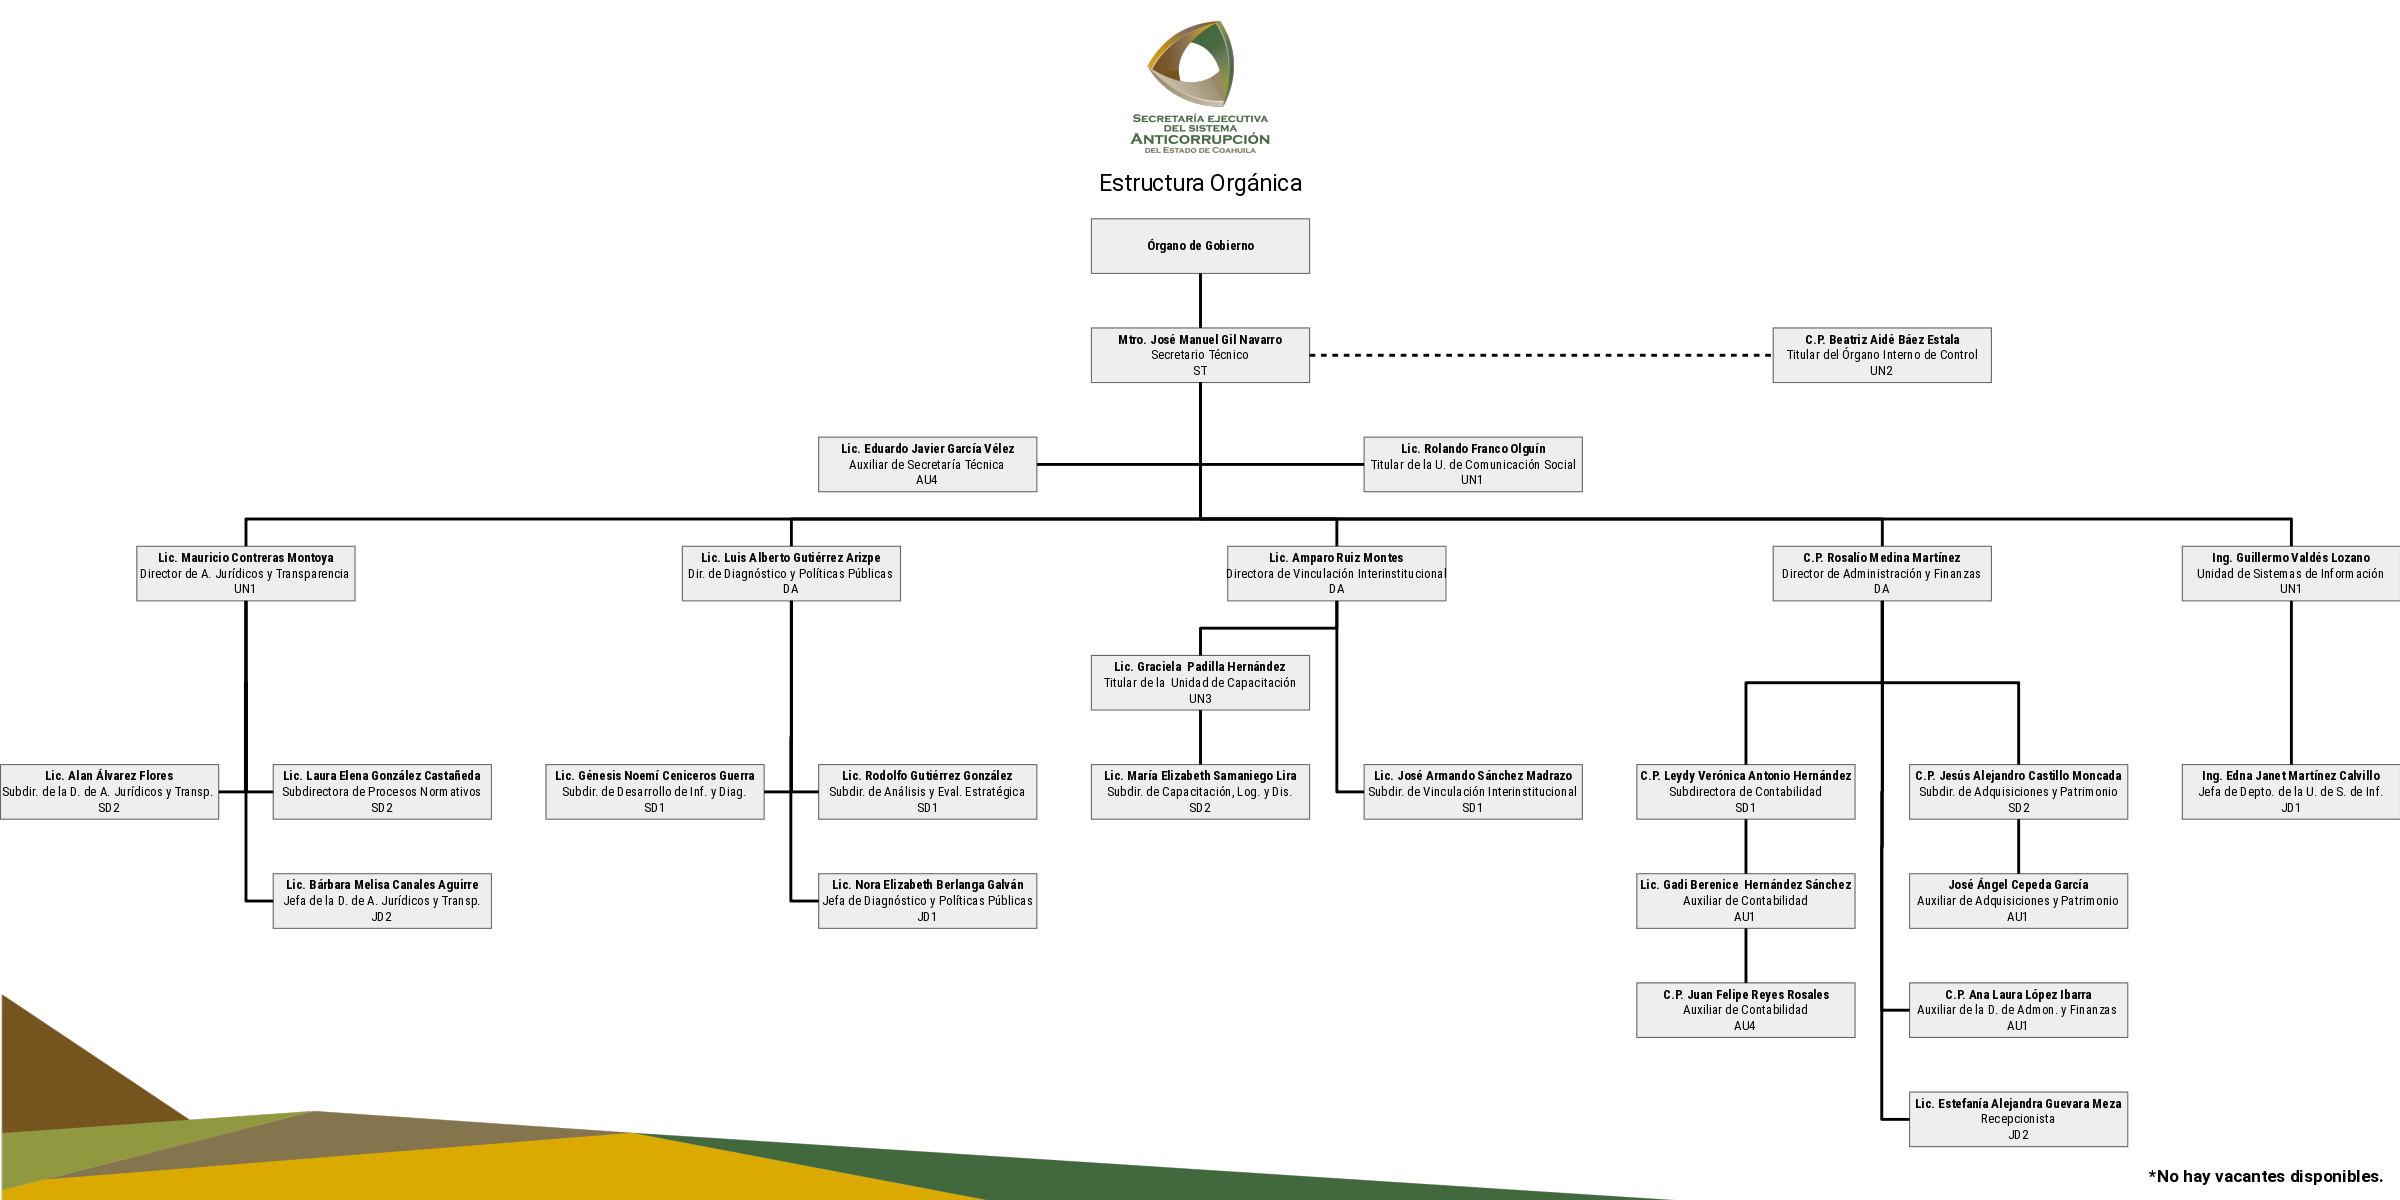 SECRETARÍA EJECUTIVA
DEL SISTEMA
ANTICORRUPCIÓN
DEL ESTADO DE COAHUILA
Estructura Orgánica
Órgano de Gobierno
Mtro. José Manuel Gil Navarro
Secretario Técnico
ST
C.P. Beatriz Aidé Báez Estala
Titular del Órgano Interno de Control
UN2
Lic. Eduardo Javier García Vélez
Auxiliar de Secretaría Técnica
AU4
Lic. Rolando Franco Olguín
Titular de la U. de Comunicación Social
UN1
Lic. Mauricio Contreras Montoya
Director de A. Jurídicos y Transparencia
UN1
Lic. Luis Alberto Gutiérrez Arizpe
Dir. de Diagnóstico y Políticas Públicas
DA
Lic. Amparo Ruiz Montes
Directora de Vinculación Interinstitucional
DA
C.P. Rosalío Medina Martínez
Director de Administración y Finanzas
DA
Ing. Guillermo Valdés Lozano
Unidad de Sistemas de Información
UN1
Lic. Graciela  Padilla Hernández
Titular de la  Unidad de Capacitación
UN3
Lic. Alan Álvarez Flores
Subdir. de la D. de A. Jurídicos y Transp.
SD2
Lic. Laura Elena González Castañeda
Subdirectora de Procesos Normativos
SD2
Lic. Génesis Noemí Ceniceros Guerra
Subdir. de Desarrollo de Inf. y Diag.
SD1
Lic. Rodolfo Gutiérrez González
Subdir. de Análisis y Eval. Estratégica
SD1
Lic. María Elizabeth Samaniego Lira
Subdir. de Capacitación, Log. y Dis.
SD2
Lic. José Armando Sánchez Madrazo
Subdir. de Vinculación Interinstitucional
SD1
C.P. Leydy Verónica Antonio Hernández
Subdirectora de Contabilidad
SD1
C.P. Jesús Alejandro Castillo Moncada
Subdir. de Adquisiciones y Patrimonio
SD2
Ing. Edna Janet Martínez Calvillo
Jefa de Depto. de la U. de S. de Inf.
JD1
Lic. Bárbara Melisa Canales Aguirre
Jefa de la D. de A. Jurídicos y Transp.
JD2
Lic. Nora Elizabeth Berlanga Galván
Jefa de Diagnóstico y Políticas Públicas
JD1
Lic. Gadi Berenice  Hernández Sánchez
Auxiliar de Contabilidad
AU1
José Ángel Cepeda García
Auxiliar de Adquisiciones y Patrimonio
AU1
C.P. Juan Felipe Reyes Rosales
Auxiliar de Contabilidad
AU4
C.P. Ana Laura López Ibarra
Auxiliar de la D. de Admon. y Finanzas
AU1
Lic. Estefanía Alejandra Guevara Meza
Recepcionista
JD2
*No hay vacantes disponibles.